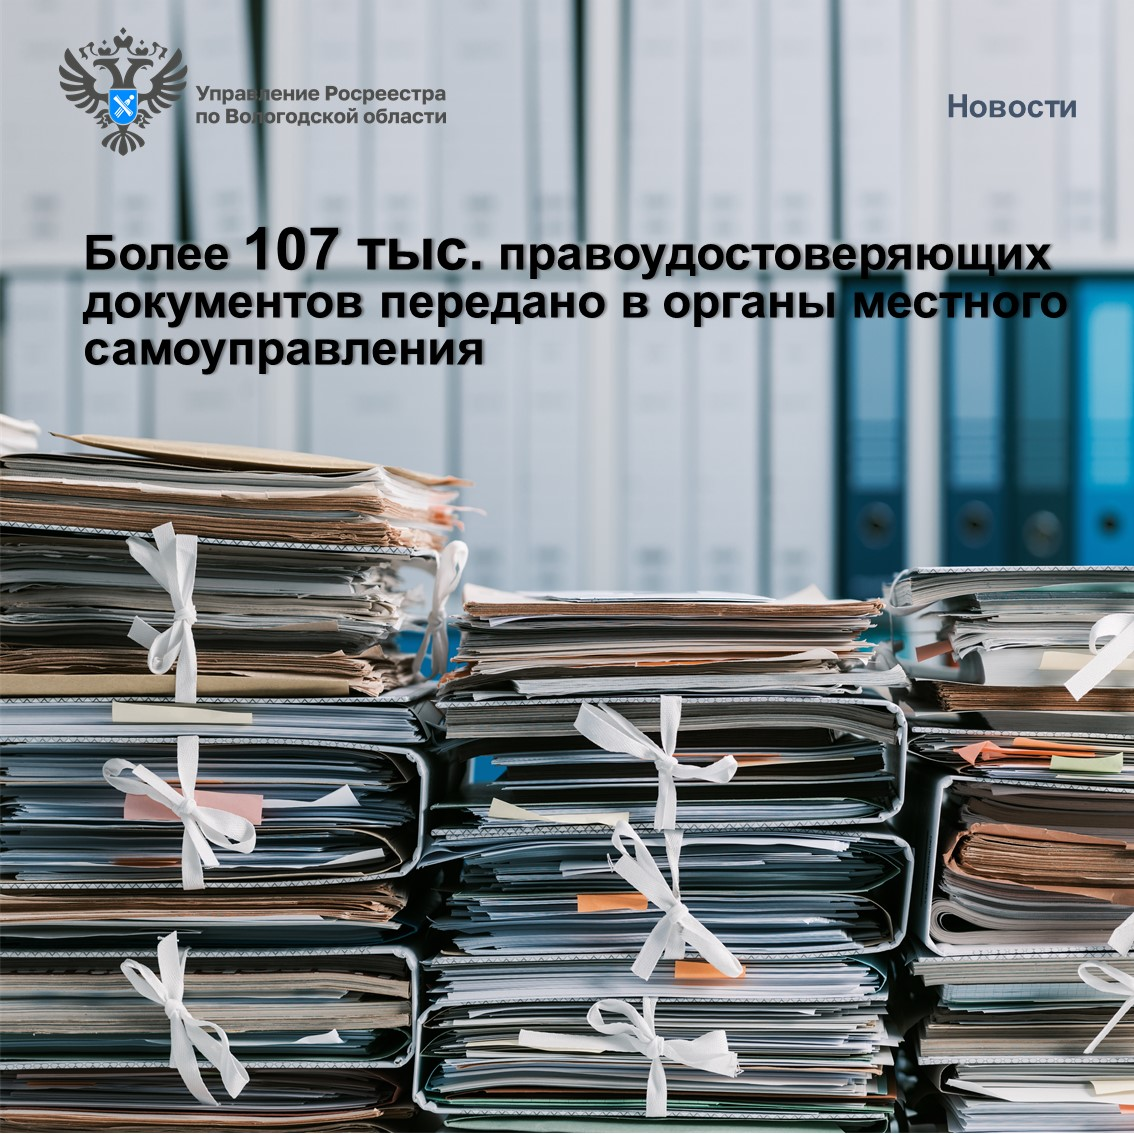 Управление Росреестра
по Вологодской области
Новости
Более 107 тыс. правоудостоверяющих
документов передано в органы местного
самоуправления